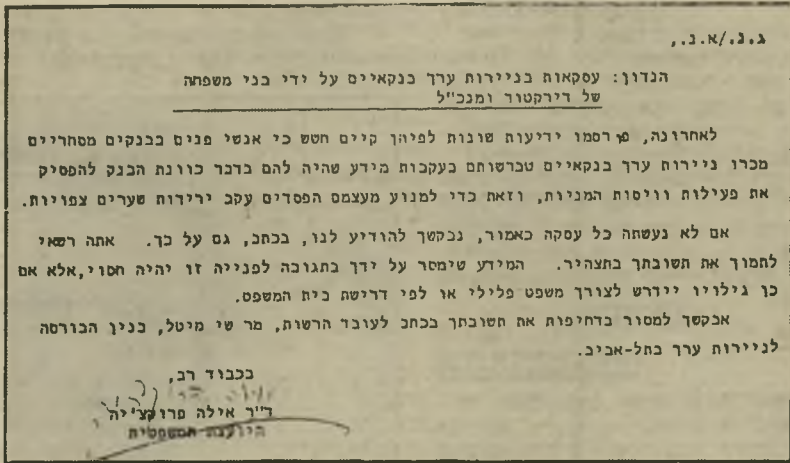 ג.נ./א.נ.,
הנדון: עסקאות בניירות ערך בנקאיים על ידי בני משפחה
של דירקטור ומנכ"ל
לאחרונה, פורסמו ידיעות שונות לפיהן קיים חשש כי אנשי פנים בבנקים מסחריים
מכרו ניירות ערך בנקאיים שברשותם בעקבות מידע שהיה להם בדבר כוונת הבנק להפסיק
את פעילות וויסות המניות, וזאת כדי למנוע מעצמם הפסדים עקב ירידות שערים צפויות.
אם לא נעשתה כל עסקה כאמור, נבקשך להודיע לנו, בכתב, גם על כך. אתה רשאי
לתמוך את תשובתך בתצהיר. המידע שימסר על ידך בתגובה לפנייה זו יהיה חסוי, אלא אם
כן גילויו יידרש לצורך משפט פלילי או לפי דרישת בית המשפט.
אבקשך למסור בדחיפות את תשובתך בכתב לעובד הרשות, מר שי מיטל, בנין הבורסה
לניירות ערך בתל-אביב.
בכבוד רב,
ד"ר אילה פרוקצ'יה
היועצת המשפטית